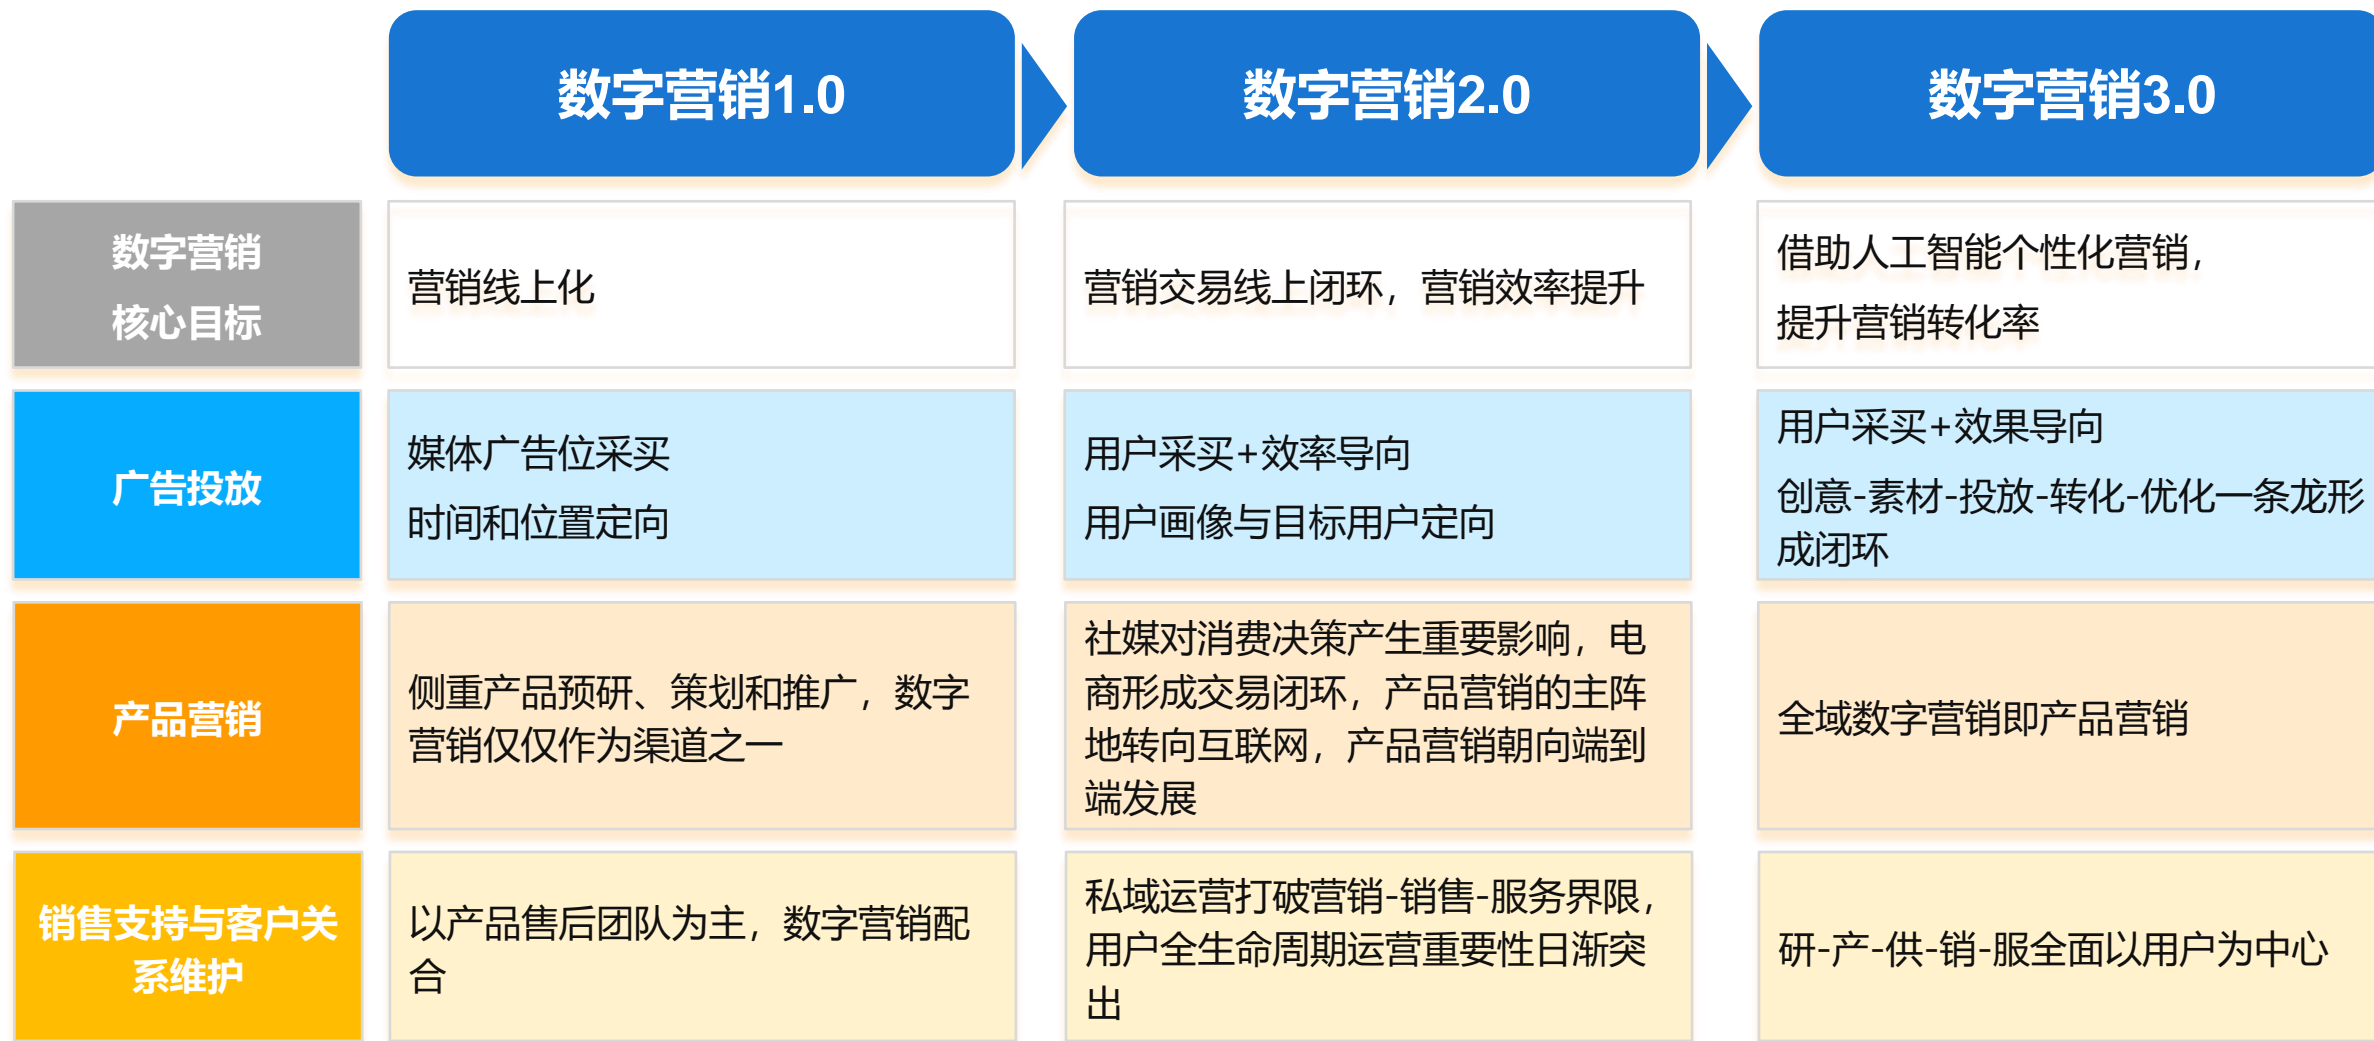 数字营销1.0
数字营销2.0
数字营销3.0
数字营销
核心目标
营销线上化
营销交易线上闭环，营销效率提升
借助人工智能个性化营销，
提升营销转化率
广告投放
媒体广告位采买
时间和位置定向
用户采买+效率导向
用户画像与目标用户定向
用户采买+效果导向
创意-素材-投放-转化-优化一条龙形
成闭环
产品营销
侧重产品预研、策划和推广，数字
营销仅仅作为渠道之一
社媒对消费决策产生重要影响，电
商形成交易闭环，产品营销的主阵
地转向互联网，产品营销朝向端到
端发展
全域数字营销即产品营销
销售支持与客户关
系维护
以产品售后团队为主，数字营销配
合
私域运营打破营销-销售-服务界限，
用户全生命周期运营重要性日渐突
出
研-产-供-销-服全面以用户为中心